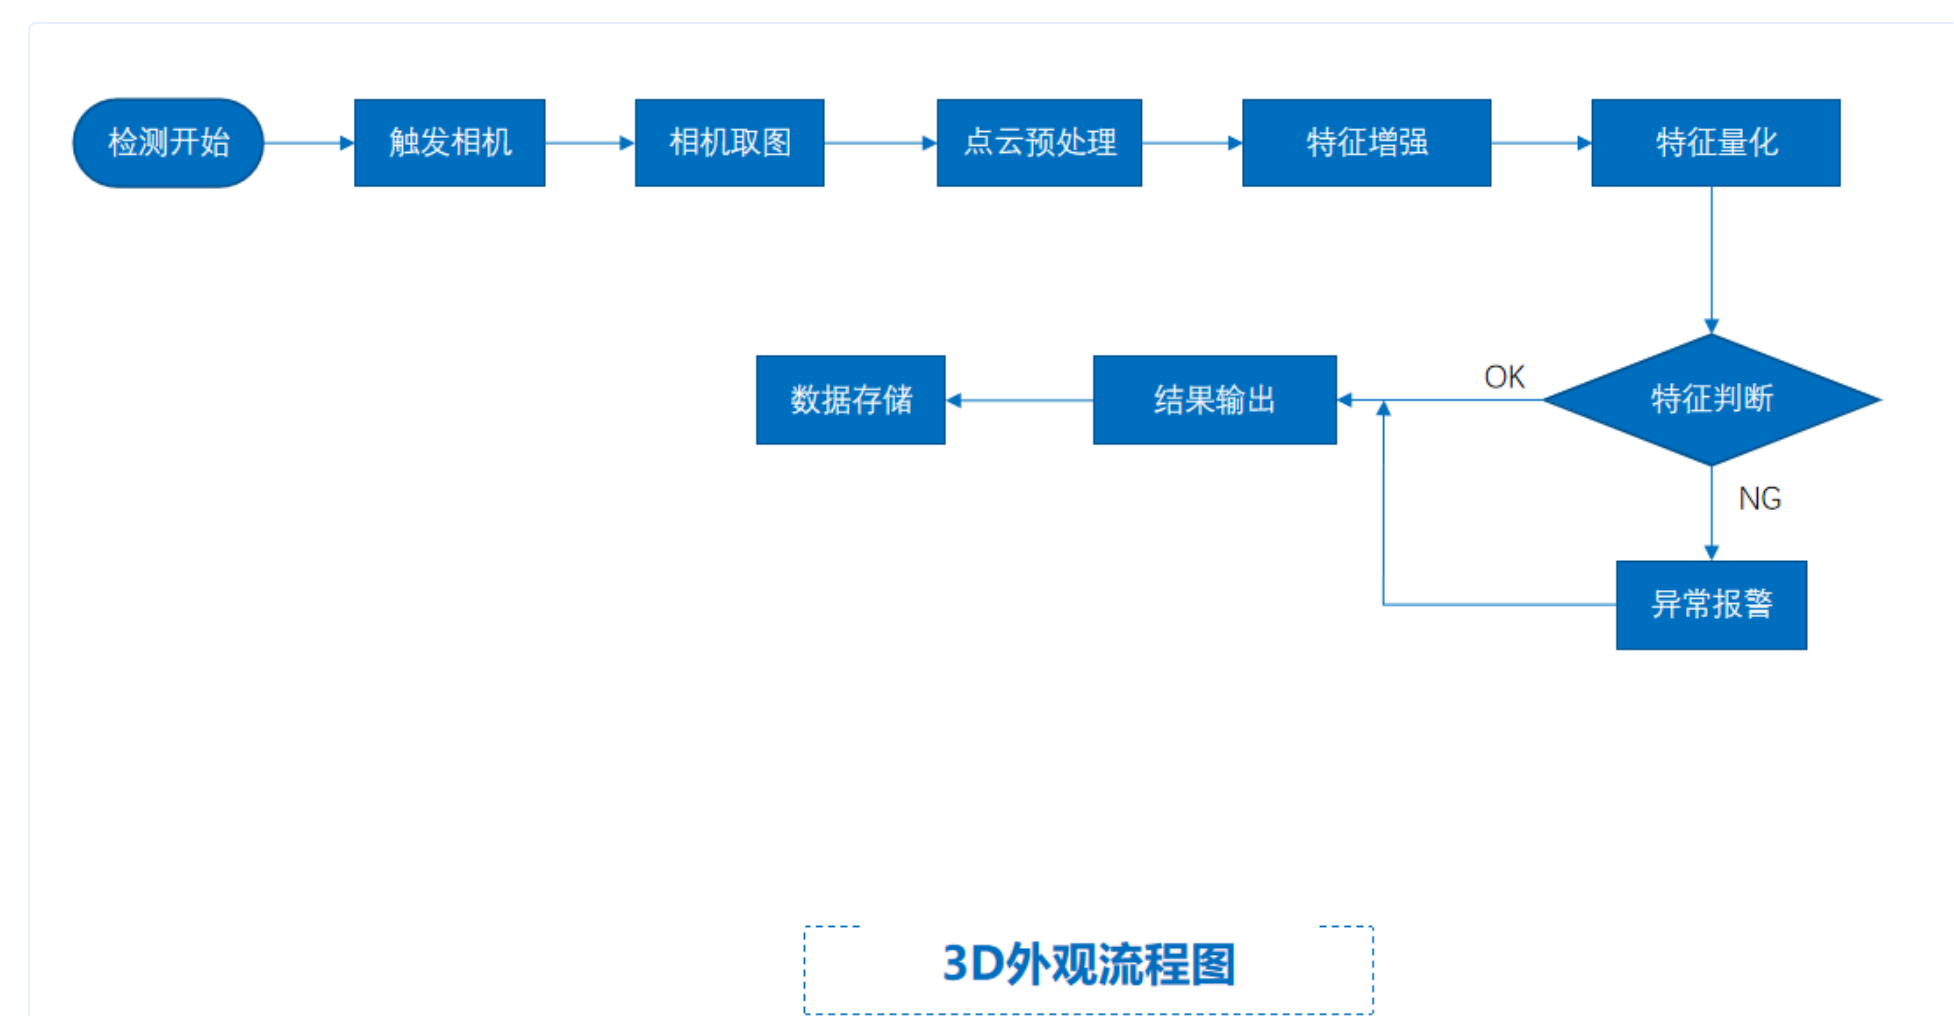 检测开始
触发相机
相机取图
点云预处理
特征增强
特征量化
特征判断
OK
结果输出
数据存储
NG
异常报警
3D外观流程图